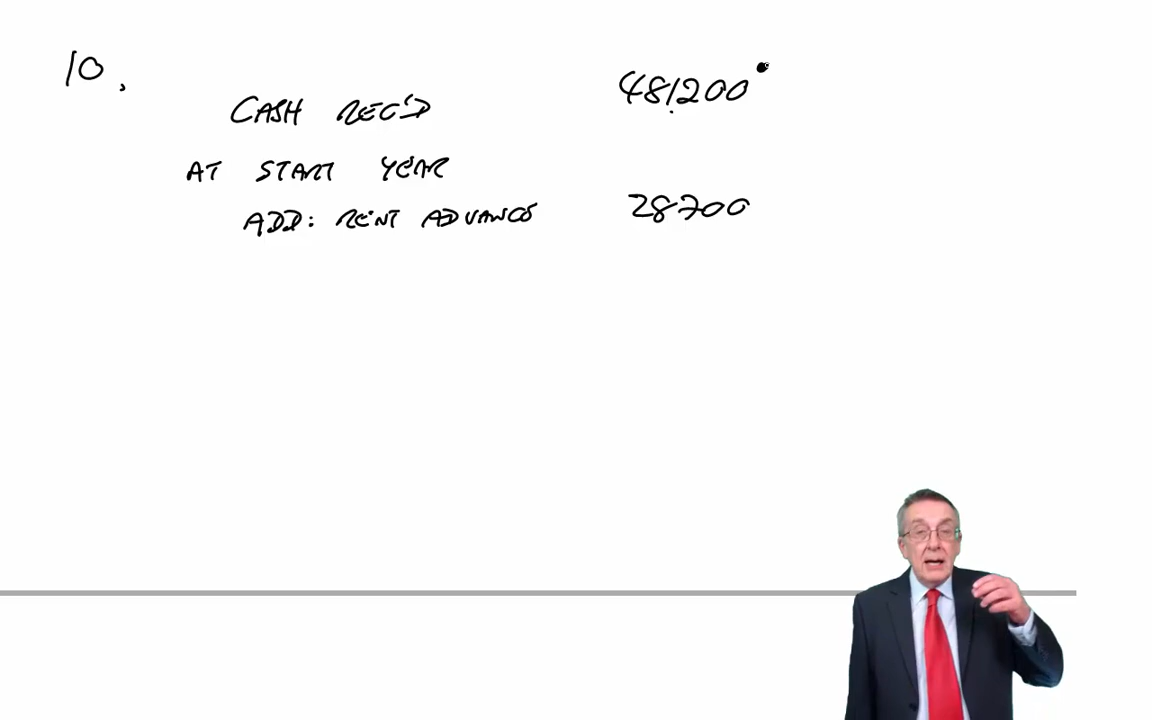 10,
CASH REC'D 481200
AT START YEAR
ADD: RENT ADVANCE 28700